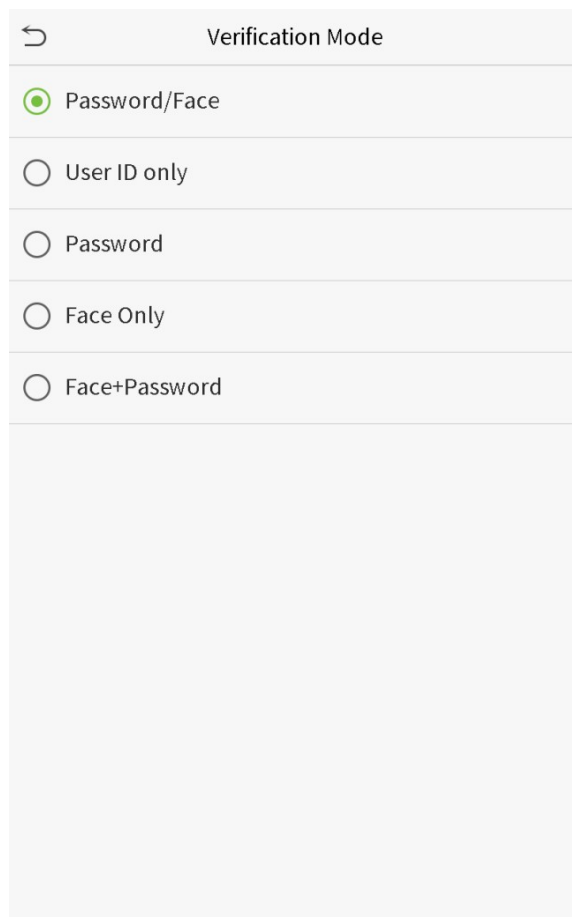 Verification Mode
Password/Face
User ID only
Password
Face Only
Face+Password